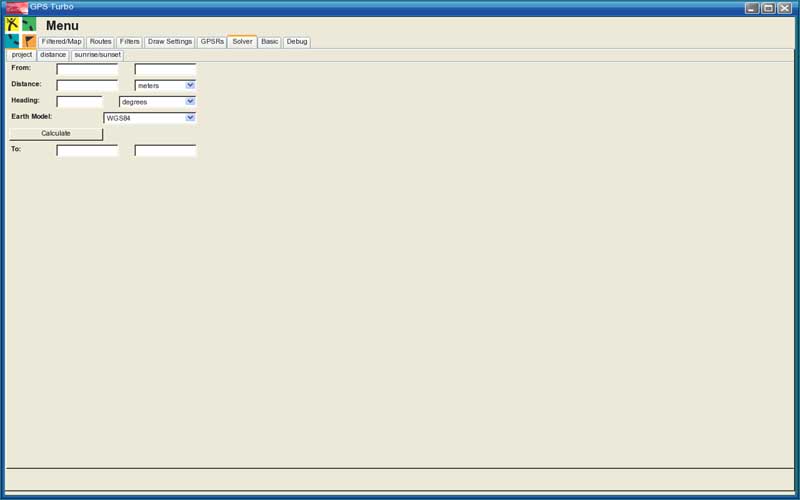 GPS Turbo
Menu
Filtered/Map Routes Filters Draw Settings GPSRs Solver Basic Debug
project distance sunrise/sunset
From:
Distance: meters
Heading: degrees
Earth Model: WGS84
Calculate
To: